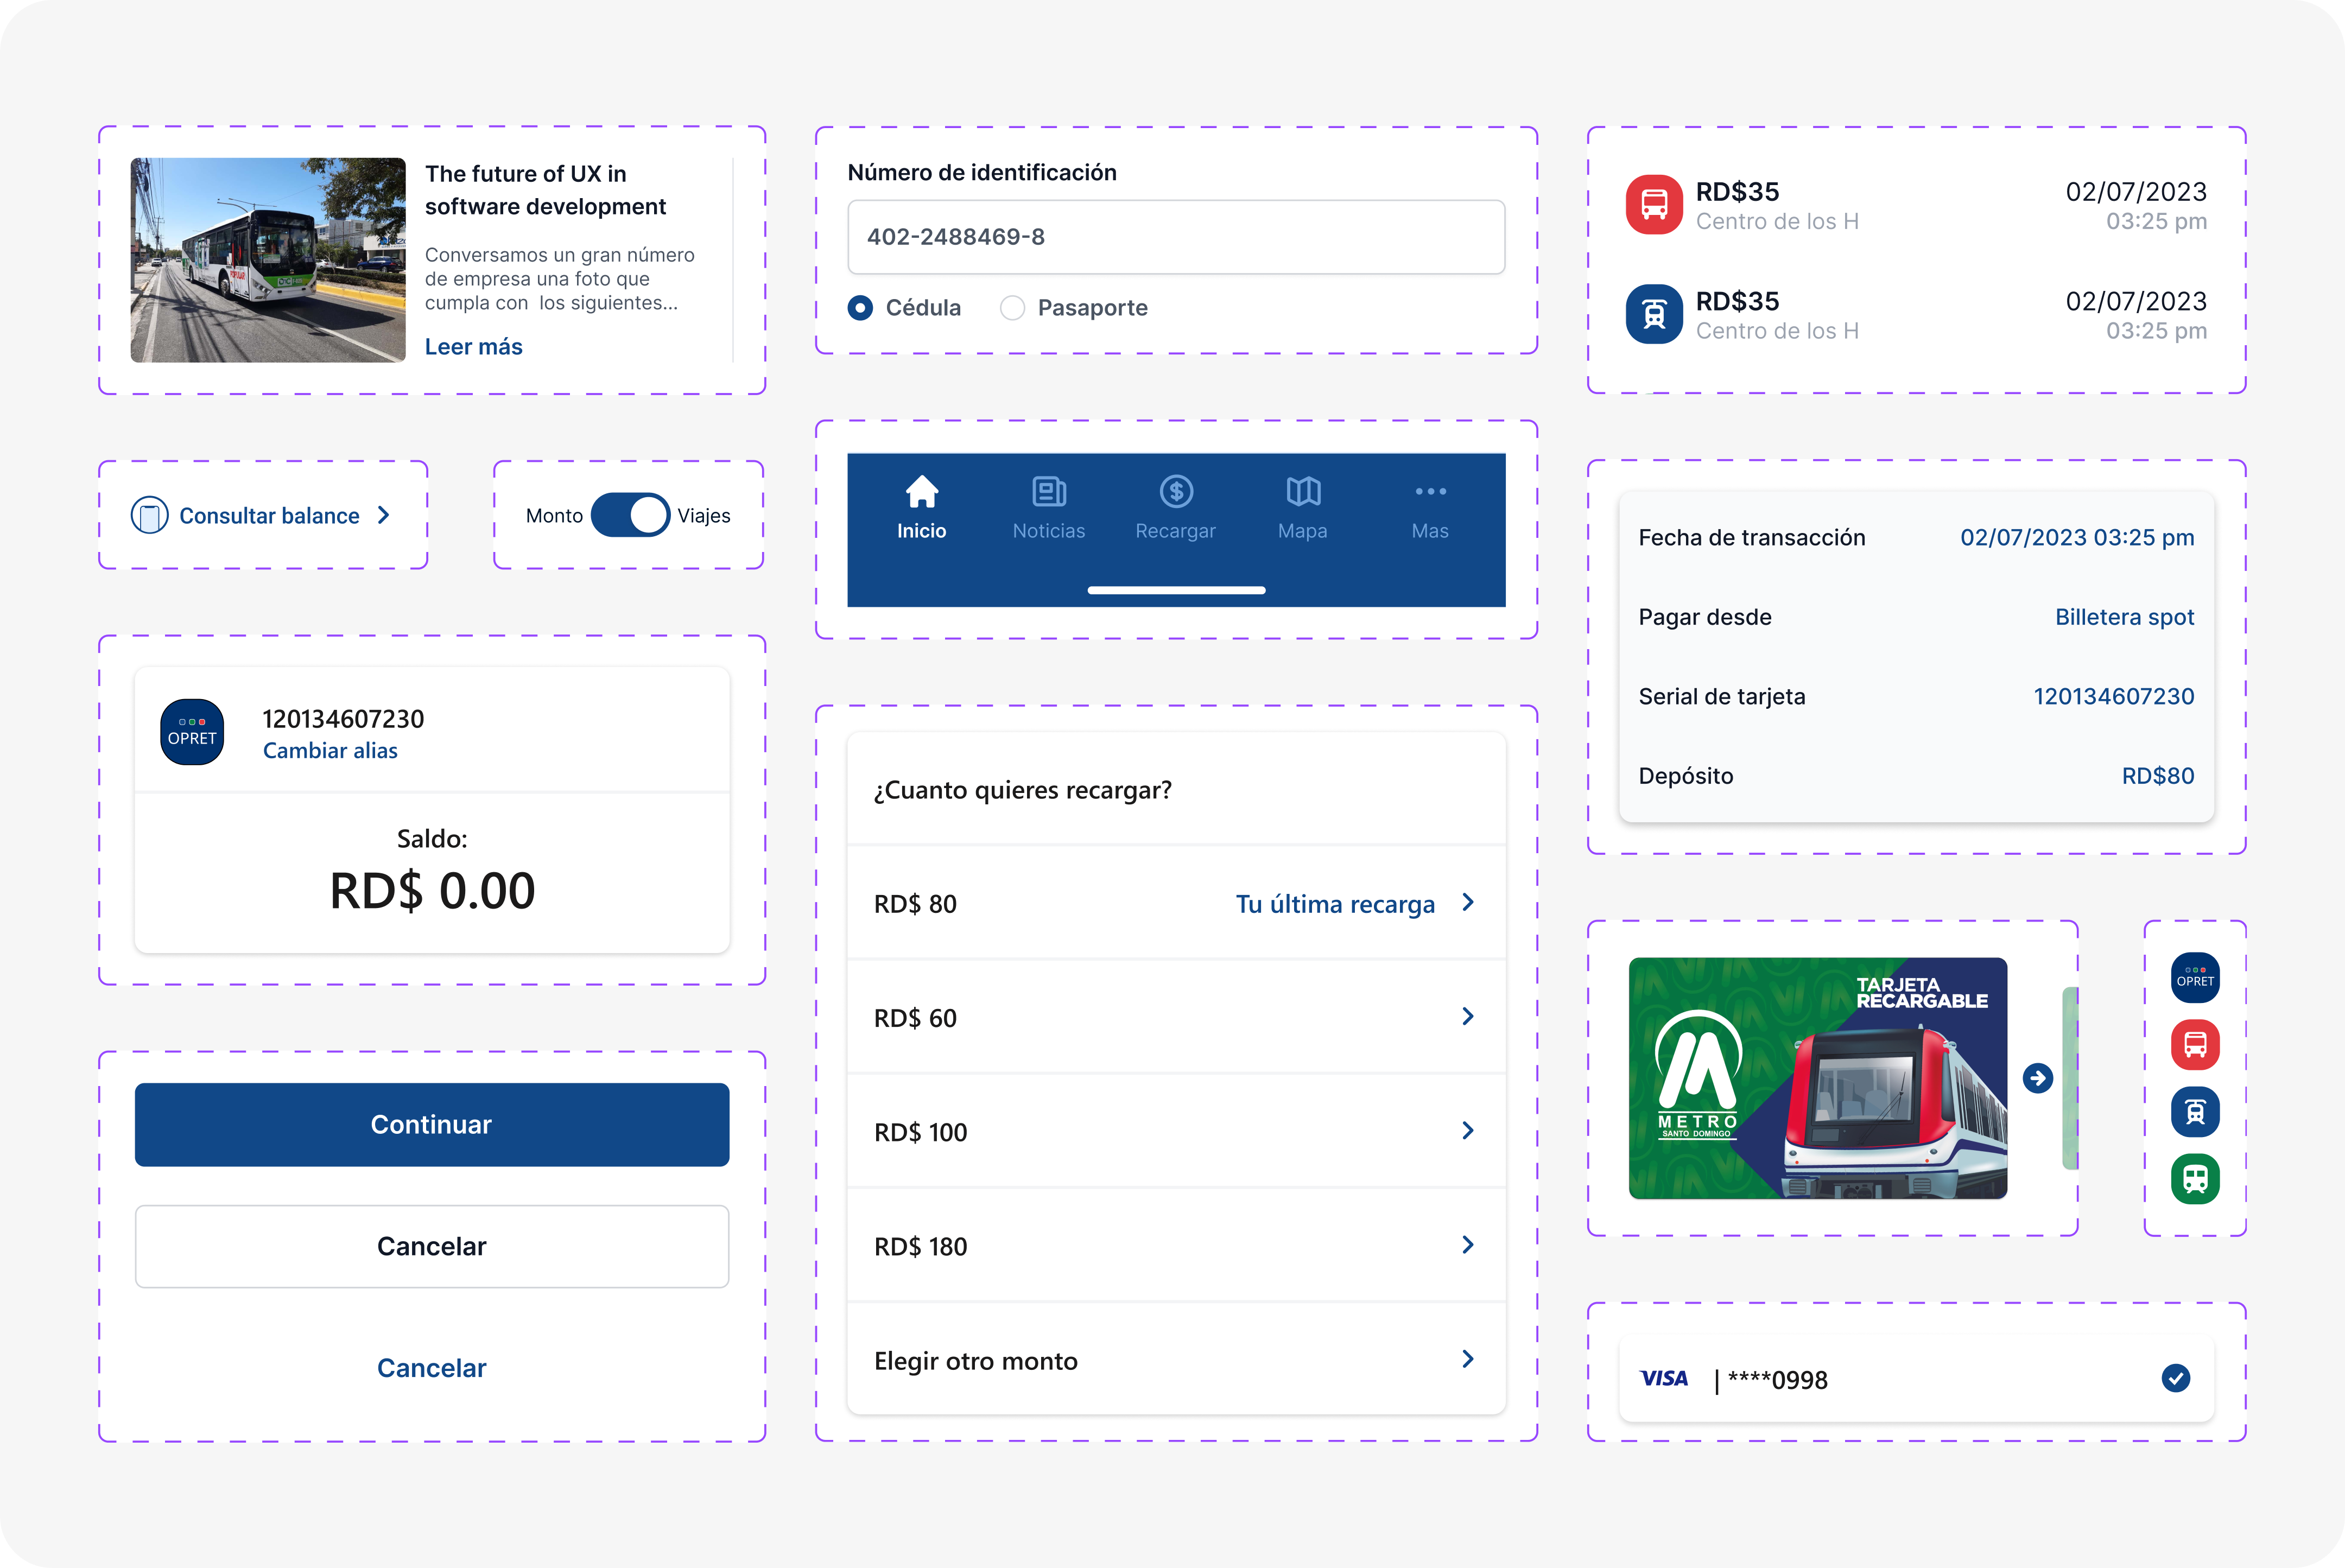 The future of UX in
software development
Conversamos un gran número
de empresa una foto que
cumpla con  los siguientes...
Leer más
Consultar balance
Monto
Viajes
OPRET
120134607230
Cambiar alias
Saldo:
RD$ 0.00
Continuar
Cancelar
Cancelar
Número de identificación
402-2488469-8
Cédula
Pasaporte
Inicio
Noticias
Recargar
Mapa
Mas
¿Cuanto quieres recargar?
RD$ 80
Tu última recarga
RD$ 60
RD$ 100
RD$ 180
Elegir otro monto
RD$35
02/07/2023
Centro de los H
03:25 pm
RD$35
02/07/2023
Centro de los H
03:25 pm
Fecha de transacción
02/07/2023 03:25 pm
Pagar desde
Billetera spot
Serial de tarjeta
120134607230
Depósito
RD$80
TARJETA
RECARGABLE
METRO
SANTO DOMINGO
OPRET
VISA
| ****0998